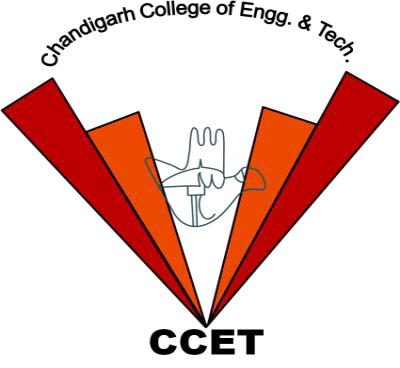 Chandigarh College of Engg. & Tech.
CCET